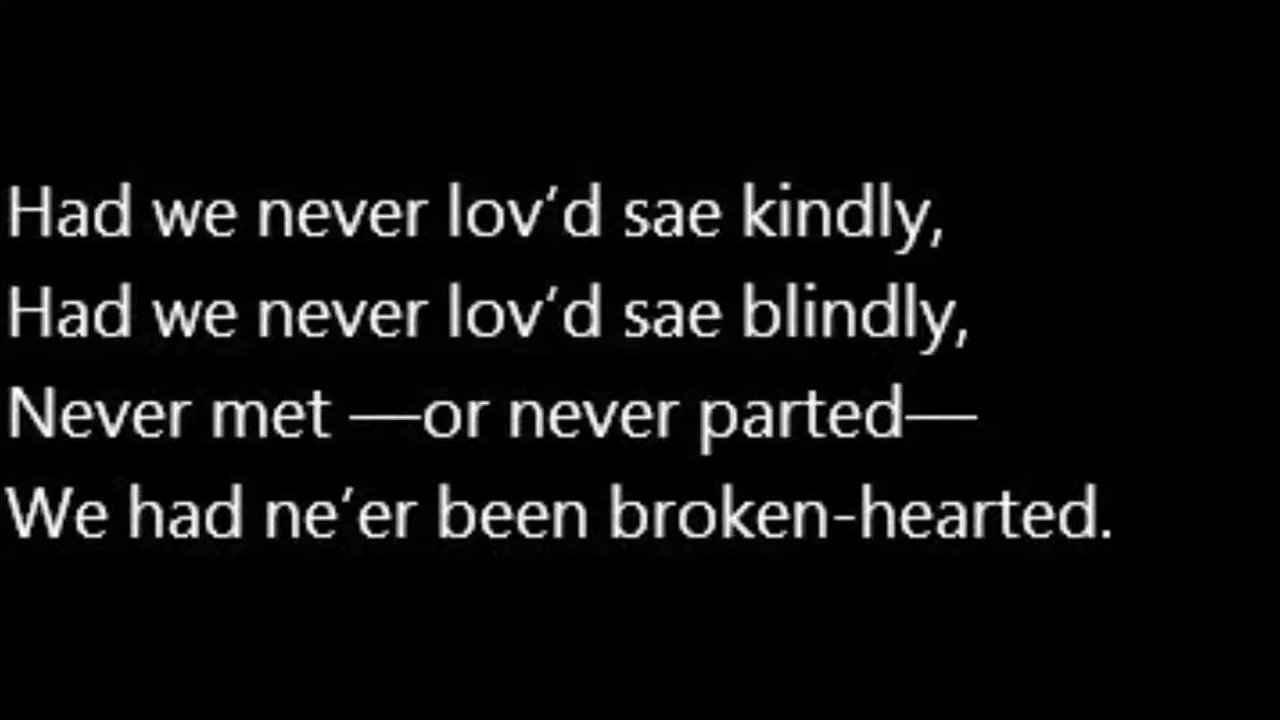 Had we never lov'd sae kindly,
Had we never lov'd sae blindly,
Never met —or never parted—
We had ne'er been broken-hearted.